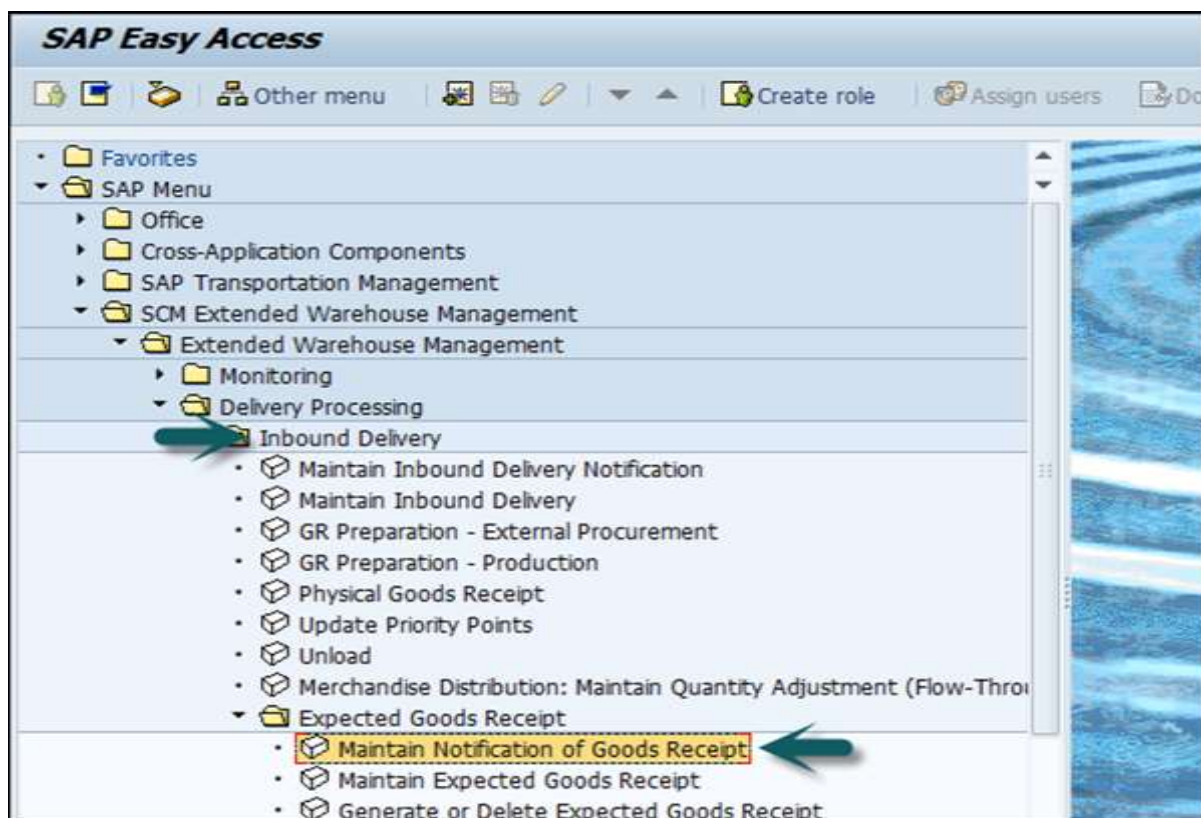 SAP Easy Access
Other menu Create role Assign users Do
Favorites
SAP Menu
Office
Cross-Application Components
SAP Transportation Management
SCM Extended Warehouse Management
Extended Warehouse Management
Monitoring
Delivery Processing
Inbound Delivery
Maintain Inbound Delivery Notification
Maintain Inbound Delivery
GR Preparation - External Procurement
GR Preparation - Production
Physical Goods Receipt
Update Priority Points
Unload
Merchandise Distribution: Maintain Quantity Adjustment (Flow-Throu
Expected Goods Receipt
Maintain Notification of Goods Receipt
Maintain Expected Goods Receipt
Generate or Delete Expected Goods Receipt